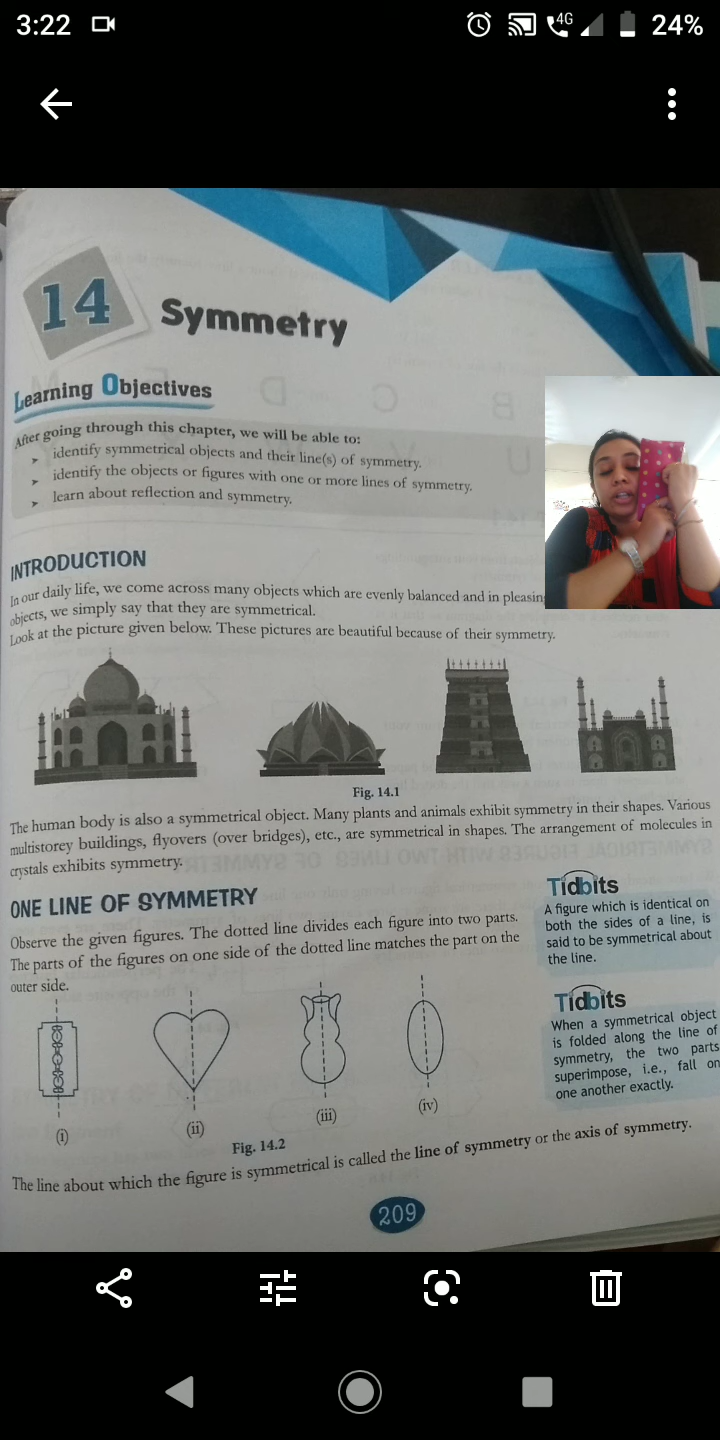 3:22
4G
24%
14 Symmetry
Learning Objectives
After going through this chapter, we will be able to:
➤ identify symmetrical objects and their line(s) of symmetry.
➤ identify the objects or figures with one or more lines of symmetry.
➤ learn about reflection and symmetry.
INTRODUCTION
In our daily life, we come across many objects which are evenly balanced and in
objects, we simply say that they are symmetrical.
Look at the picture given below. These pictures are beautiful because of their symmetry.
Fig. 14.1
The human body is also a symmetrical object. Many plants and animals exhibit symmetry in their shapes. Various
multistorey buildings, flyovers (over bridges), etc., are symmetrical in shapes. The arrangement of molecules in
crystals exhibits symmetry.
ONE LINE OF SYMMETRY
Observe the given figures. The dotted line divides each figure into two parts.
The parts of the figures on one side of the dotted line matches the part on the
outer side.
Tidbits
A figure which is identical on
both the sides of a line, is
said to be symmetrical about
the line.
Tidbits
When a symmetrical object
is folded along the line of
symmetry, the two parts
superimpose, i.e., fall on
one another exactly.
(i)
(ii)
(iii)
(iv)
Fig. 14.2
The line about which the figure is symmetrical is called the line of symmetry or the axis of symmetry.
209